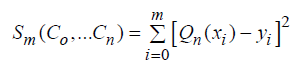 S_m(C_o,...C_n) = \sum_{i=0}^{m} [Q_n(x_i) - y_i]^2